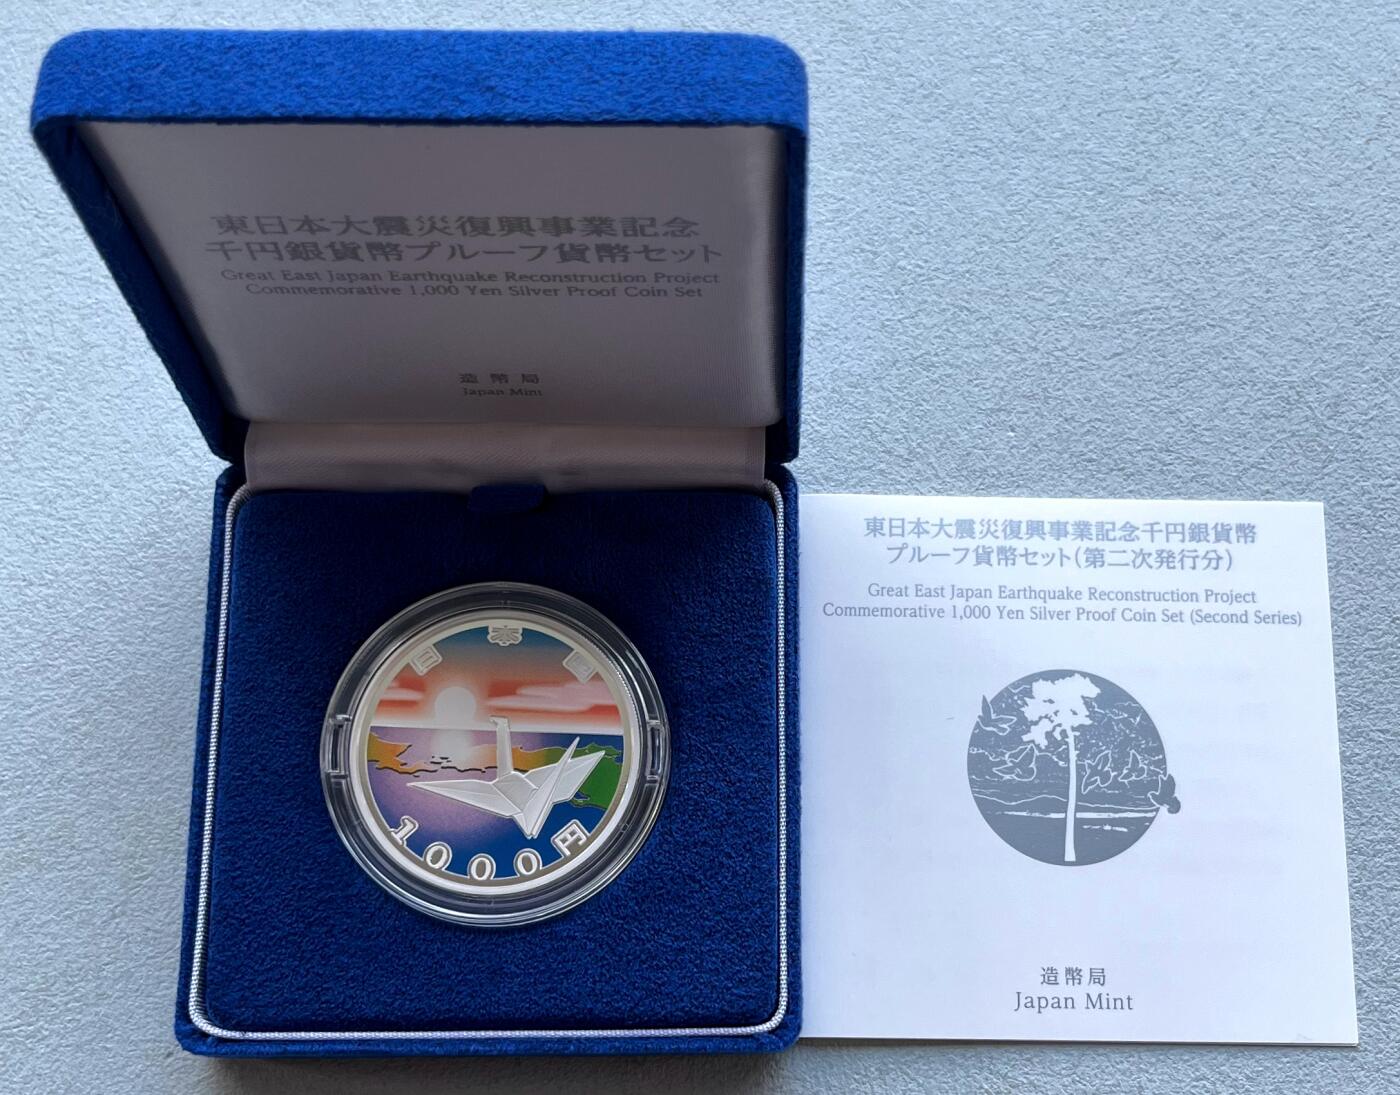 東日本大震災復興事業記念
千円銀貨幣プルーフ貨幣セット
Great East Japan Earthquake Reconstruction Project
Commemorative 1,000 Yen Silver Proof Coin Set
造幣局
Japan Mint
1000円
東日本大震災復興事業記念千円銀貨幣
プルーフ貨幣セット(第二次発行分)
Great East Japan Earthquake Reconstruction Project
Commemorative 1,000 Yen Silver Proof Coin Set (Second Series)
造幣局
Japan Mint